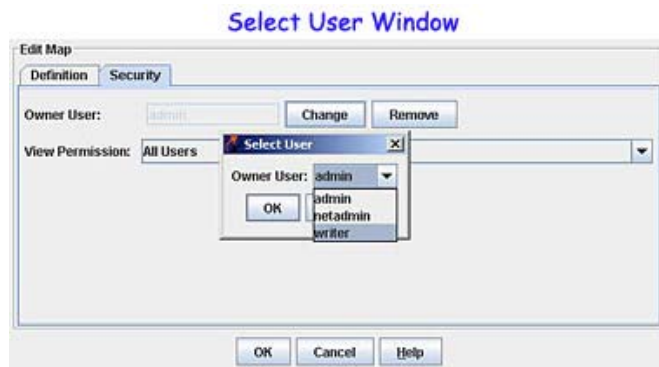 Select User Window
Edit Map
Definition Security
Owner User: admin Change Remove
View Permission: All Users
Select User
Owner User: admin
OK
admin
netadmin
writer
OK Cancel Help